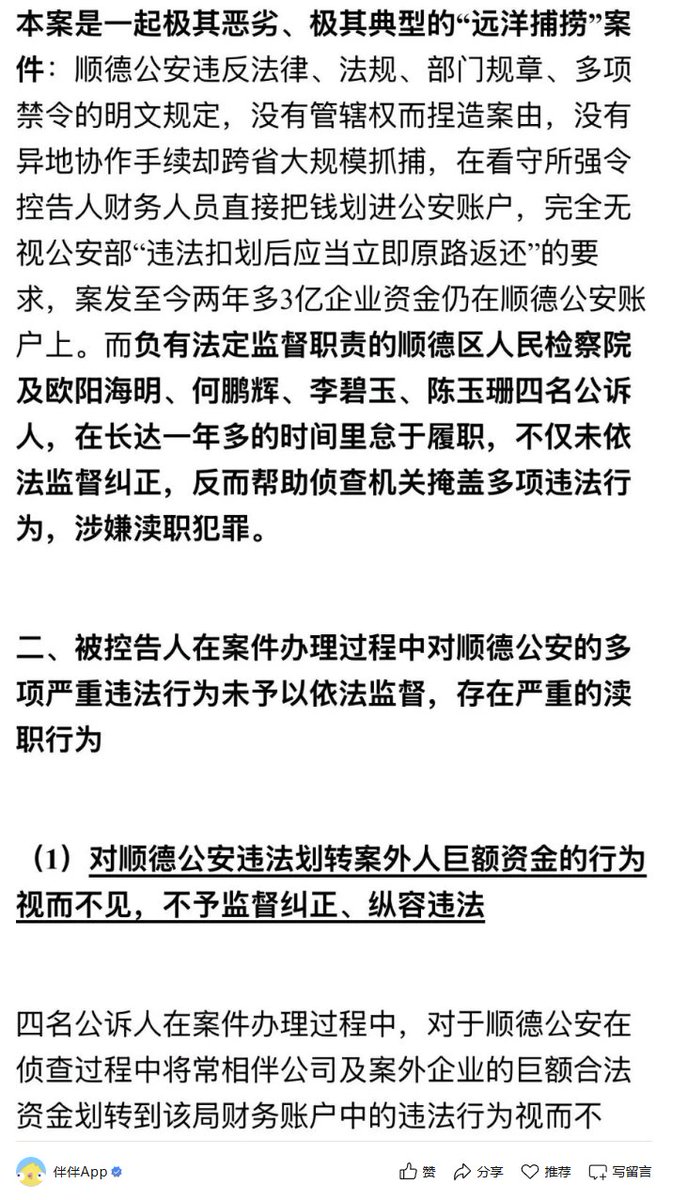 本案是一起极其恶劣、极其典型的“远洋捕捞”案
件：顺德公安违反法律、法规、部门规章、多项
禁令的明文规定，没有管辖权而捏造案由，没有
异地协作手续却跨省大规模抓捕，在看守所强令
控告人财务人员直接把钱划进公安账户，完全无
视公安部“违法扣划后应当立即原路返还”的要
求，案发至今两年多3亿企业资金仍在顺德公安账
户上。而负有法定监督职责的顺德区人民检察院
及欧阳海明、何鹏辉、李碧玉、陈玉珊四名公诉
人，在长达一年多的时间里怠于履职，不仅未依
法监督纠正，反而帮助侦查机关掩盖多项违法行
为，涉嫌渎职犯罪。
二、被控告人在案件办理过程中对顺德公安的多
项严重违法行为未予以依法监督，存在严重的渎
职行为
（1）对顺德公安违法划转案外人巨额资金的行为
视而不见，不予监督纠正、纵容违法
四名公诉人在案件办理过程中，对于顺德公安在
侦查过程中将常相伴公司及案外企业的巨额合法
资金划转到该局财务账户中的违法行为视而不
伴伴App 赞 分享 推荐 写留言